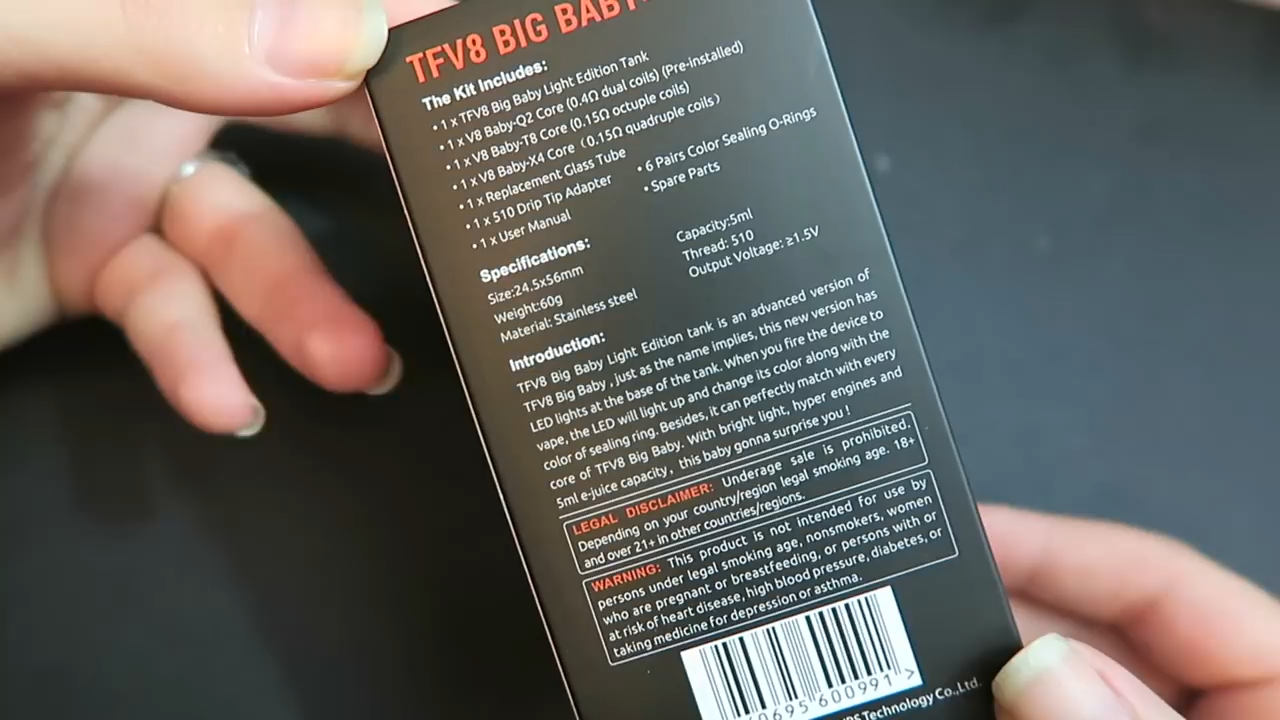 TFV8 BIG BABY
The Kit Includes:
• 1 x TFV8 Big Baby Light Edition Tank
• 1 x V8 Baby-Q2 Core (0.4Ω dual coils) (Pre-installed)
• 1 x V8 Baby-T8 Core (0.15Ω octuple coils)
• 1 x V8 Baby-X4 Core（0.15Ω quadruple coils）
• 1 x Replacement Glass Tube
• 6 Pairs Color Sealing O-Rings
• 1 x 510 Drip Tip Adapter
• Spare Parts
• 1 x User Manual
Specifications:
Size:24.5x56mm
Weight:60g
Material: Stainless steel
Capacity:5ml
Thread: 510
Output Voltage: ≥1.5V
Introduction:
TFV8 Big Baby Light Edition tank is an advanced version of
TFV8 Big Baby , just as the name implies, this new version has
LED lights at the base of the tank. When you fire the device to
vape, the LED will light up and change its color along with the
color of sealing ring. Besides, it can perfectly match with every
core of TFV8 Big Baby. With bright light, hyper engines and
5ml e-juice capacity，this baby gonna surprise you !
LEGAL DISCLAIMER: Underage sale is prohibited.
Depending on your country/region legal smoking age. 18+
and over 21+ in other countries/regions.
WARNING: This product is not intended for use by
persons under legal smoking age, nonsmokers, women
who are pregnant or breastfeeding, or persons with or
at risk of heart disease, high blood pressure, diabetes, or
taking medicine for depression or asthma.
0695 600991 >
Technology Co.,Ltd.